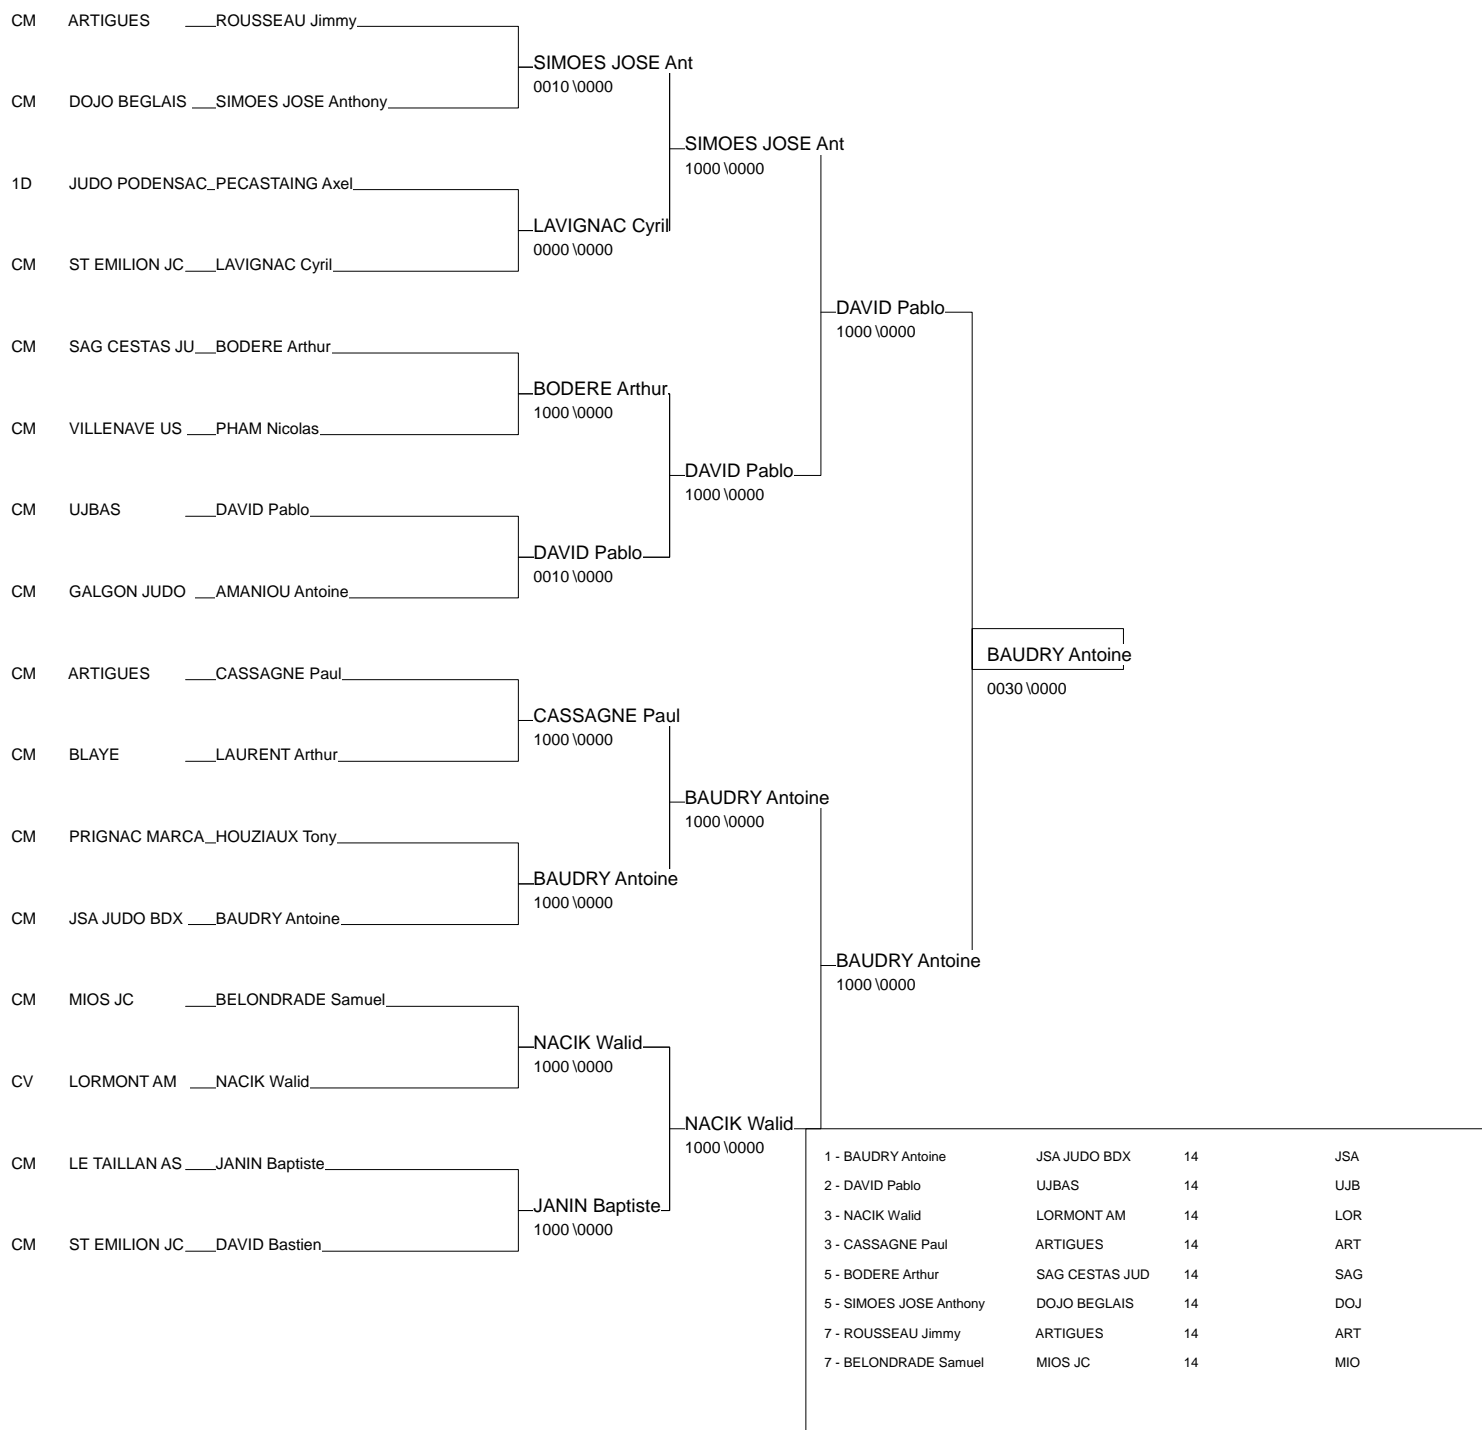 CM ARTIGUES ROUSSEAU Jimmy
SIMOES JOSE Ant
0010 \0000
CM DOJO BEGLAIS SIMOES JOSE Anthony
SIMOES JOSE Ant
1000 \0000
1D JUDO PODENSAC PECASTAING Axel
LAVIGNAC Cyril
0000 \0000
CM ST EMILION JC LAVIGNAC Cyril
DAVID Pablo
1000 \0000
CM SAG CESTAS JU BODERE Arthur
BODERE Arthur
1000 \0000
CM VILLENAVE US PHAM Nicolas
DAVID Pablo
1000 \0000
CM UJBAS DAVID Pablo
DAVID Pablo
0010 \0000
CM GALGON JUDO AMANIOU Antoine
BAUDRY Antoine
0030 \0000
CM ARTIGUES CASSAGNE Paul
CASSAGNE Paul
1000 \0000
CM BLAYE LAURENT Arthur
BAUDRY Antoine
1000 \0000
CM PRIGNAC MARCA HOUZIAUX Tony
BAUDRY Antoine
1000 \0000
CM JSA JUDO BDX BAUDRY Antoine
BAUDRY Antoine
1000 \0000
CM MIOS JC BELONDRADE Samuel
NACIK Walid
1000 \0000
CV LORMONT AM NACIK Walid
NACIK Walid
1000 \0000
CM LE TAILLAN AS JANIN Baptiste
JANIN Baptiste
1000 \0000
CM ST EMILION JC DAVID Bastien
1 - BAUDRY Antoine JSA JUDO BDX 14 JSA
2 - DAVID Pablo UJBAS 14 UJB
3 - NACIK Walid LORMONT AM 14 LOR
3 - CASSAGNE Paul ARTIGUES 14 ART
5 - BODERE Arthur SAG CESTAS JUD 14 SAG
5 - SIMOES JOSE Anthony DOJO BEGLAIS 14 DOJ
7 - ROUSSEAU Jimmy ARTIGUES 14 ART
7 - BELONDRADE Samuel MIOS JC 14 MIO